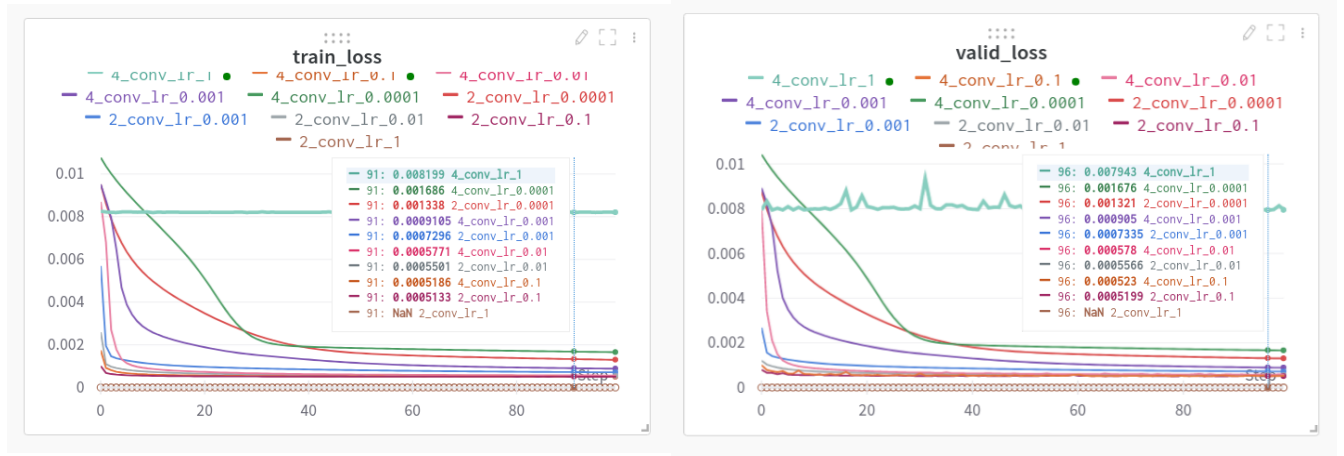 train_loss
4_conv_lr_1 4_conv_lr_0.1 4_conv_lr_0.01
4_conv_lr_0.001 4_conv_lr_0.0001 2_conv_lr_0.0001
2_conv_lr_0.001 2_conv_lr_0.01 2_conv_lr_0.1
2_conv_lr_1
0.01
0.008
0.006
0.004
0.002
0
0 20 40 60 80
Step
91: 0.008199 4_conv_lr_1
91: 0.001686 4_conv_lr_0.0001
91: 0.001338 2_conv_lr_0.0001
91: 0.0009105 4_conv_lr_0.001
91: 0.0007296 2_conv_lr_0.001
91: 0.0005771 4_conv_lr_0.01
91: 0.0005501 2_conv_lr_0.01
91: 0.0005186 4_conv_lr_0.1
91: 0.0005133 2_conv_lr_0.1
91: NaN 2_conv_lr_1
valid_loss
4_conv_lr_1 4_conv_lr_0.1 4_conv_lr_0.01
4_conv_lr_0.001 4_conv_lr_0.0001 2_conv_lr_0.0001
2_conv_lr_0.001 2_conv_lr_0.01 2_conv_lr_0.1
2_conv_lr_1
0.01
0.008
0.006
0.004
0.002
0
0 20 40 60 80
Step
96: 0.007943 4_conv_lr_1
96: 0.001676 4_conv_lr_0.0001
96: 0.001321 2_conv_lr_0.0001
96: 0.000905 4_conv_lr_0.001
96: 0.0007335 2_conv_lr_0.001
96: 0.000578 4_conv_lr_0.01
96: 0.0005566 2_conv_lr_0.01
96: 0.000523 4_conv_lr_0.1
96: 0.0005199 2_conv_lr_0.1
96: NaN 2_conv_lr_1